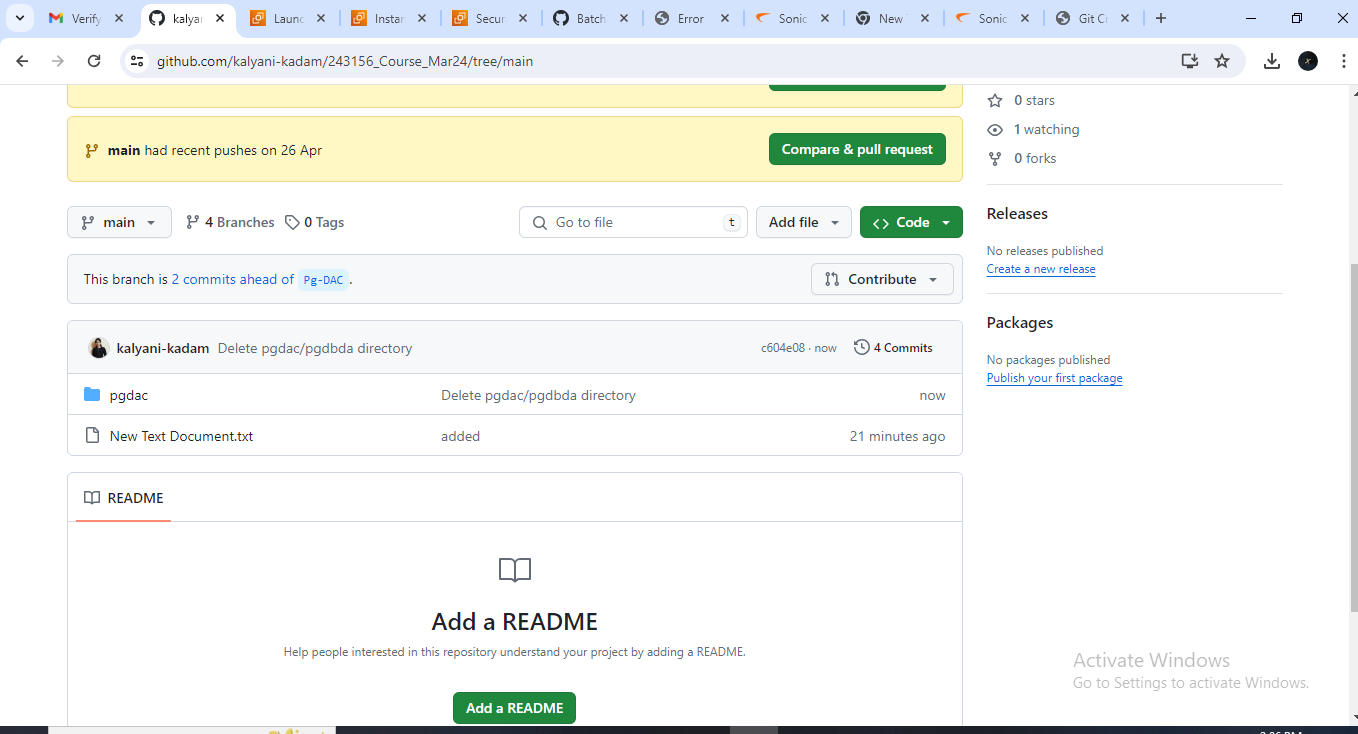 Verify
kalya
Launc
Instan
Secur
Batch
Error
Sonic
New
Sonic
Git Cr
github.com/kalyani-kadam/243156_Course_Mar24/tree/main
0 stars
1 watching
0 forks
main had recent pushes on 26 Apr
Compare & pull request
main
4 Branches
0 Tags
Go to file
t
Add file
<> Code
This branch is 2 commits ahead of Pg-DAC .
Contribute
kalyani-kadam Delete pgdac/pgdbda directory
c604e08 · now
4 Commits
pgdac
Delete pgdac/pgdbda directory
now
New Text Document.txt
added
21 minutes ago
README
Add a README
Help people interested in this repository understand your project by adding a README.
Add a README
Releases
No releases published
Create a new release
Packages
No packages published
Publish your first package
Activate Windows
Go to Settings to activate Windows.